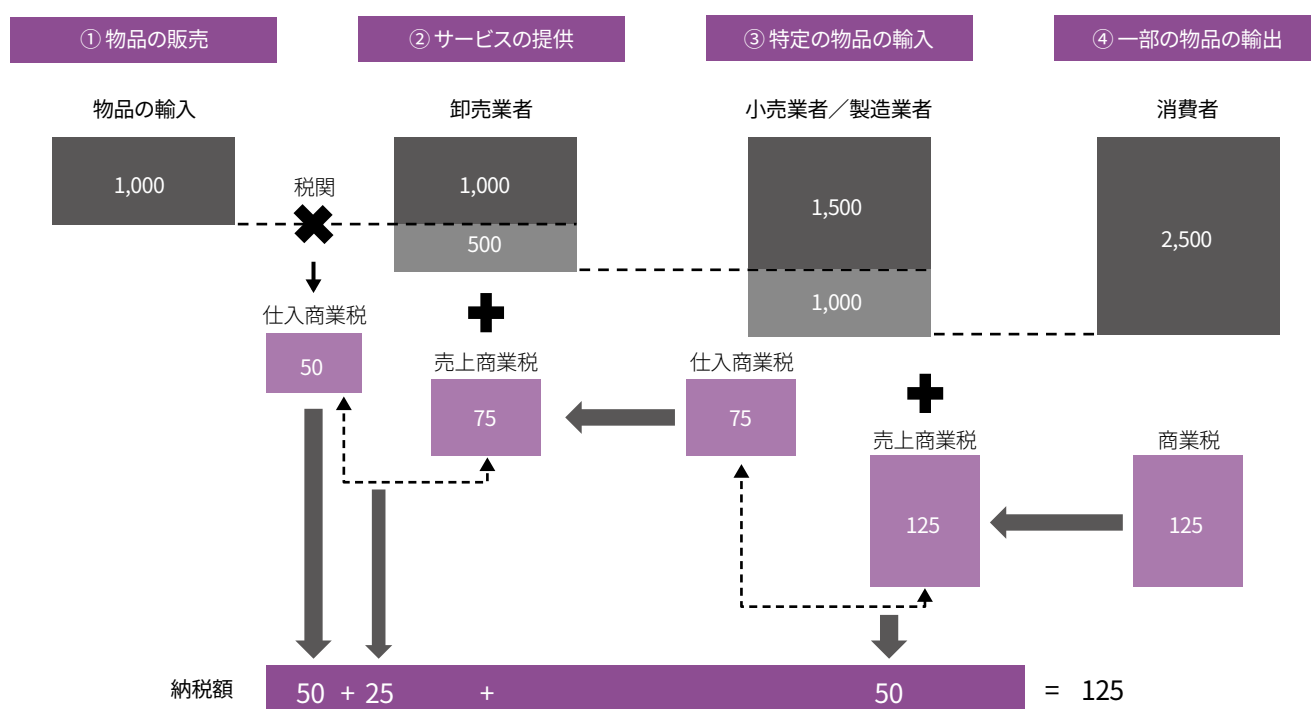 ① 物品の販売
② サービスの提供
③ 特定の物品の輸入
④ 一部の物品の輸出
物品の輸入
卸売業者
小売業者／製造業者
消費者
1,000
税関
1,000
500
1,500
1,000
2,500
仕入商業税
50
売上商業税
75
仕入商業税
75
売上商業税
125
商業税
125
納税額
50 + 25 + 50 = 125